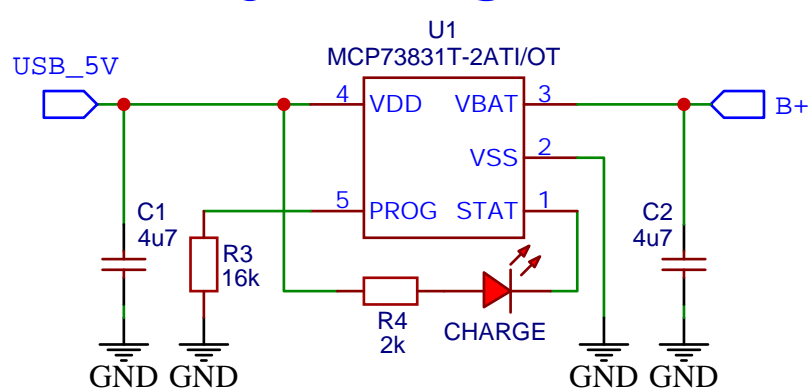 U1
MCP73831T-2ATI/OT
USB_5V
4
VDD
VBAT
3
B+
VSS
2
5
PROG
STAT
1
C1
4u7
R3
16k
C2
4u7
R4
2k
CHARGE
GND
GND
GND
GND